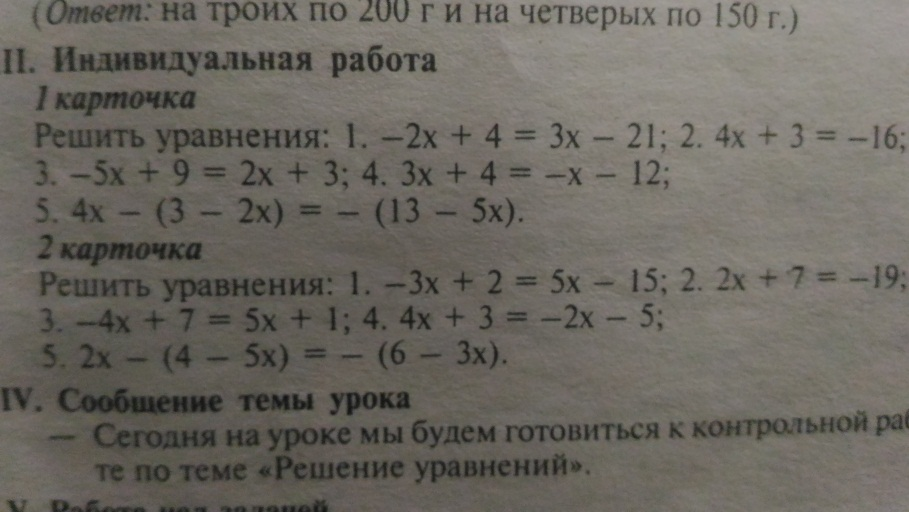 (Ответ: на троих по 200 г и на четверых по 150 г.)
II. Индивидуальная работа
1 карточка
Решить уравнения: 1. −2x + 4 = 3x − 21; 2. 4x + 3 = −16;
3. −5x + 9 = 2x + 3; 4. 3x + 4 = −x − 12;
5. 4x − (3 − 2x) = − (13 − 5x).
2 карточка
Решить уравнения: 1. −3x + 2 = 5x − 15; 2. 2x + 7 = −19;
3. −4x + 7 = 5x + 1; 4. 4x + 3 = −2x − 5;
5. 2x − (4 − 5x) = − (6 − 3x).
IV. Сообщение темы урока
— Сегодня на уроке мы будем готовиться к контрольной раб
те по теме «Решение уравнений».
V. Работа над задачей